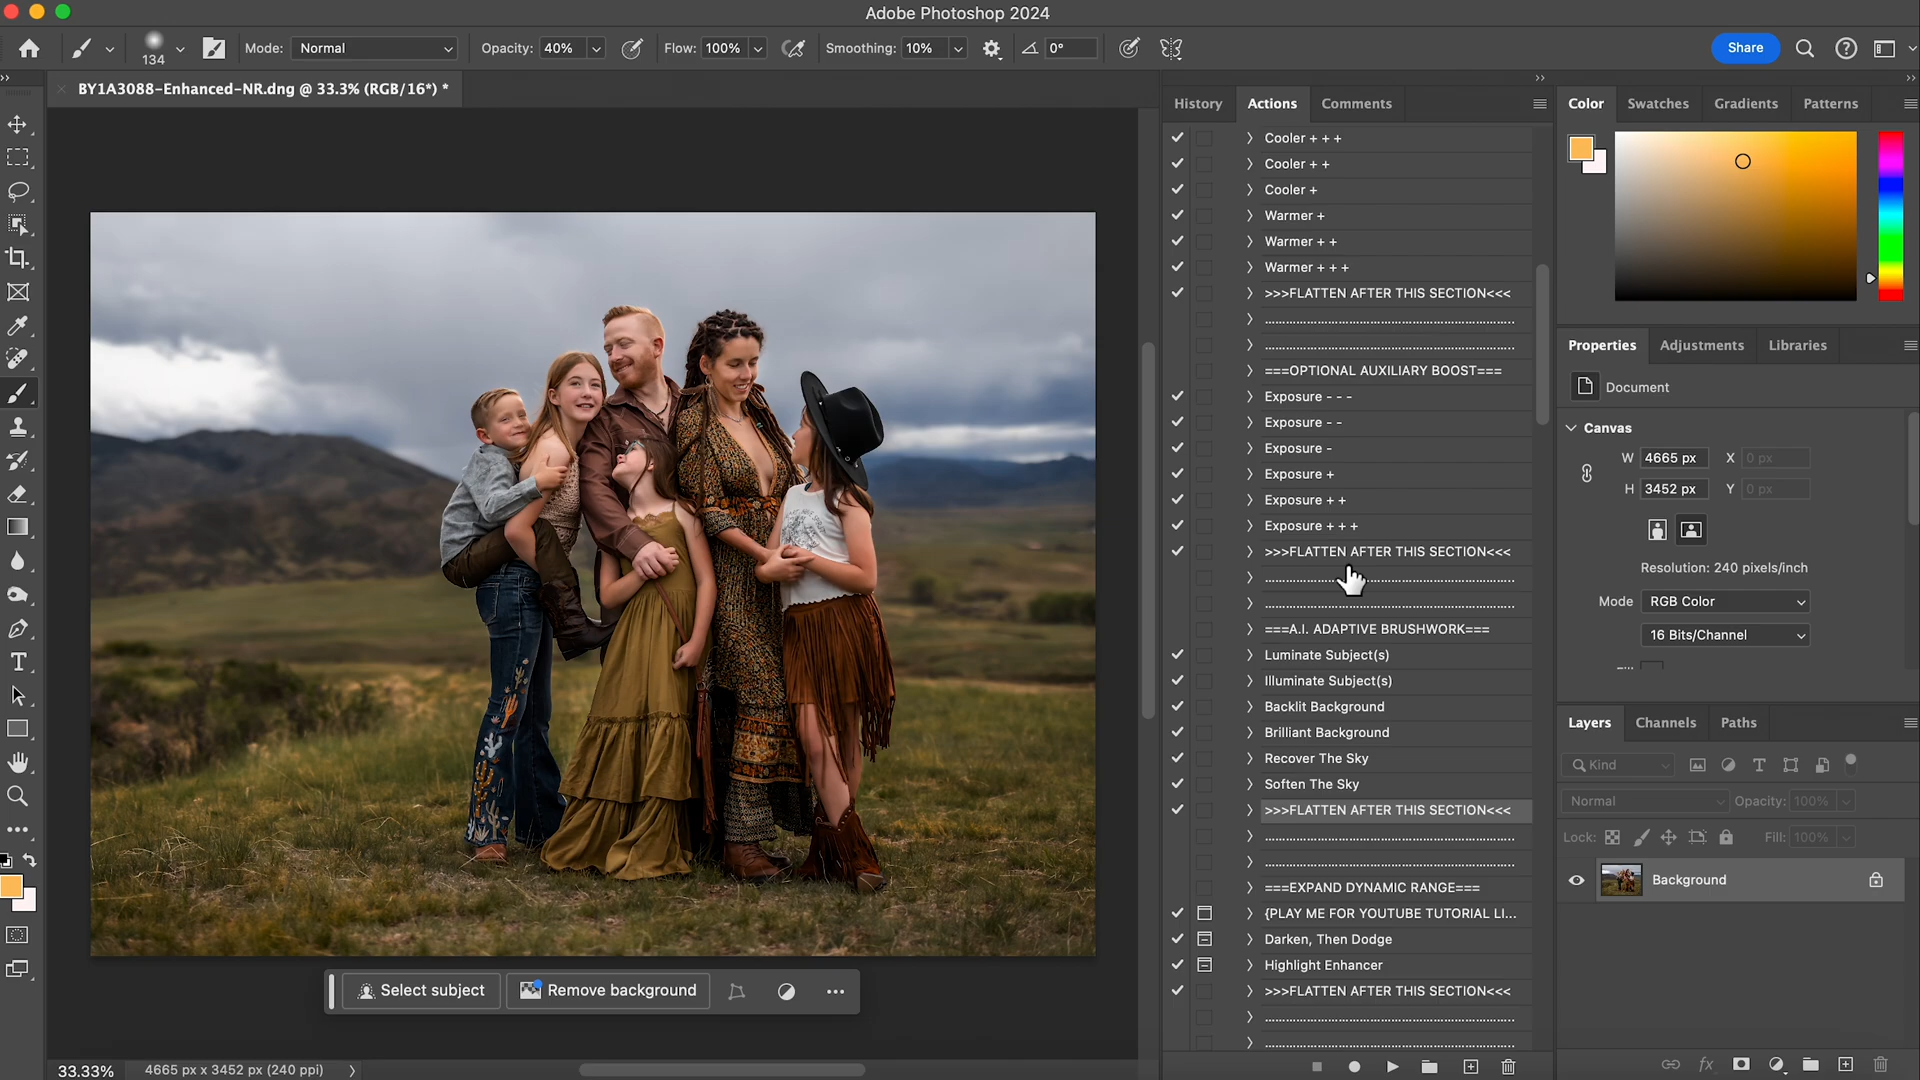 Adobe Photoshop 2024
134
Mode: Normal
Opacity: 40%
Flow: 100%
Smoothing: 10%
0°
Share
BY1A3088-Enhanced-NR.dng @ 33.3% (RGB/16*) *
History Actions Comments
Cooler + + +
Cooler + +
Cooler +
Warmer +
Warmer + +
Warmer + + +
>>>FLATTEN AFTER THIS SECTION<<<
===OPTIONAL AUXILIARY BOOST===
Exposure - - -
Exposure - -
Exposure -
Exposure +
Exposure + +
Exposure + + +
>>>FLATTEN AFTER THIS SECTION<<<
===A.I. ADAPTIVE BRUSHWORK===
Luminate Subject(s)
Illuminate Subject(s)
Backlit Background
Brilliant Background
Recover The Sky
Soften The Sky
>>>FLATTEN AFTER THIS SECTION<<<
===EXPAND DYNAMIC RANGE===
{PLAY ME FOR YOUTUBE TUTORIAL LI...
Darken, Then Dodge
Highlight Enhancer
>>>FLATTEN AFTER THIS SECTION<<<
Color Swatches Gradients Patterns
Properties Adjustments Libraries
Document
Canvas
W 4665 px X 0 px
H 3452 px Y 0 px
Resolution: 240 pixels/inch
Mode RGB Color
16 Bits/Channel
Layers Channels Paths
Kind
Normal Opacity: 100%
Lock: Fill: 100%
Background
Select subject Remove background
33.33% 4665 px x 3452 px (240 ppi)